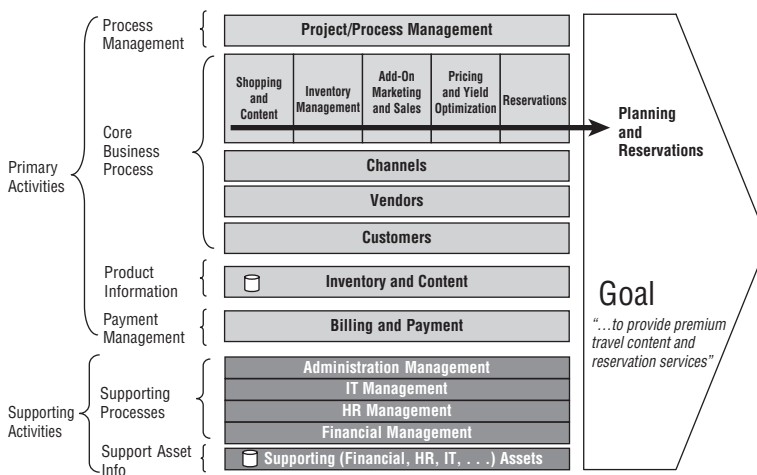 Process
Management
Project/Process Management
Primary
Activities
Core
Business
Process
Shopping
and
Content
Inventory
Management
Add-On
Marketing
and Sales
Pricing
and Yield
Optimization
Reservations
Planning
and
Reservations
Channels
Vendors
Customers
Product
Information
Inventory and Content
Payment
Management
Billing and Payment
Goal
“…to provide premium
travel content and
reservation services”
Supporting
Activities
Supporting
Processes
Administration Management
IT Management
HR Management
Financial Management
Support Asset
Info
Supporting (Financial, HR, IT, . . .) Assets